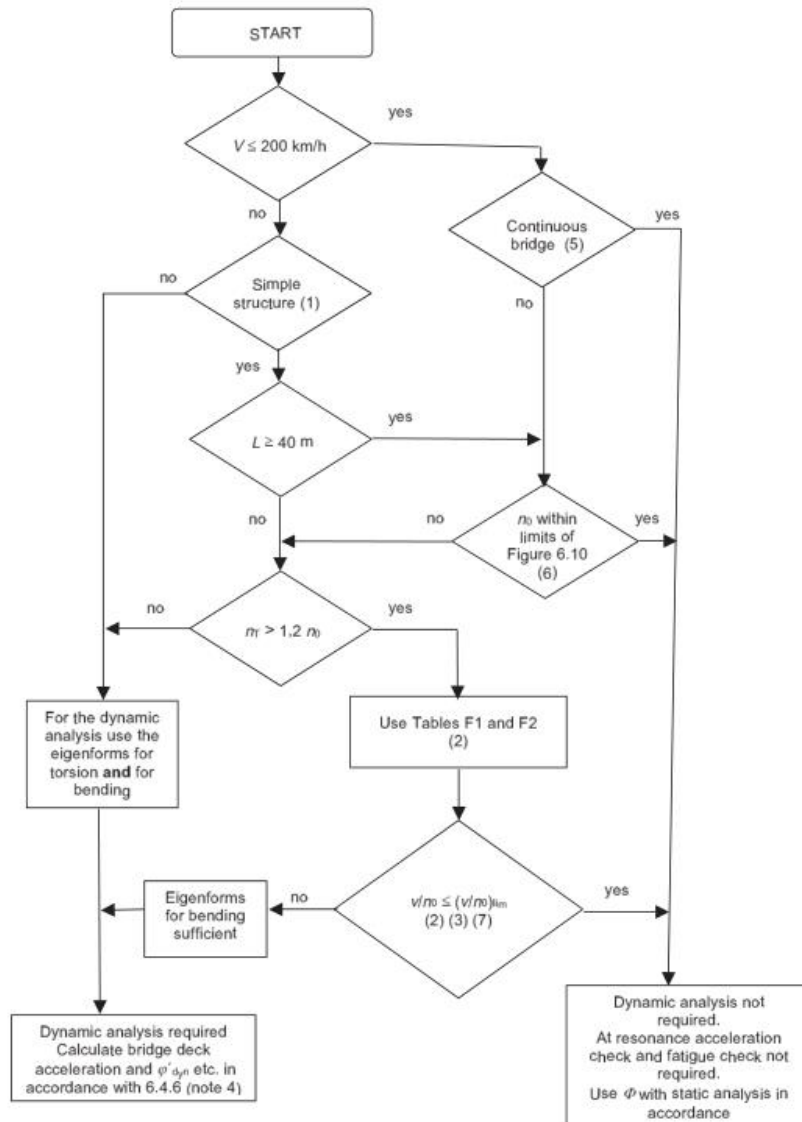 START
V ≤ 200 km/h
yes
no
Continuous
bridge (5)
yes
no
no
Simple
structure (1)
yes
L ≥ 40 m
yes
no
n₀ within
limits of
Figure 6.10
(6)
yes
no
no
nT > 1,2 n₀
yes
For the dynamic
analysis use the
eigenforms for
torsion and for
bending
Use Tables F1 and F2
(2)
Eigenforms
for bending
sufficient
no
v/n₀ ≤ (v/n₀)lim
(2) (3) (7)
yes
Dynamic analysis required
Calculate bridge deck
acceleration and φ'dyn etc. in
accordance with 6.4.6 (note 4)
Dynamic analysis not
required.
At resonance acceleration
check and fatigue check not
required.
Use Φ with static analysis in
accordance